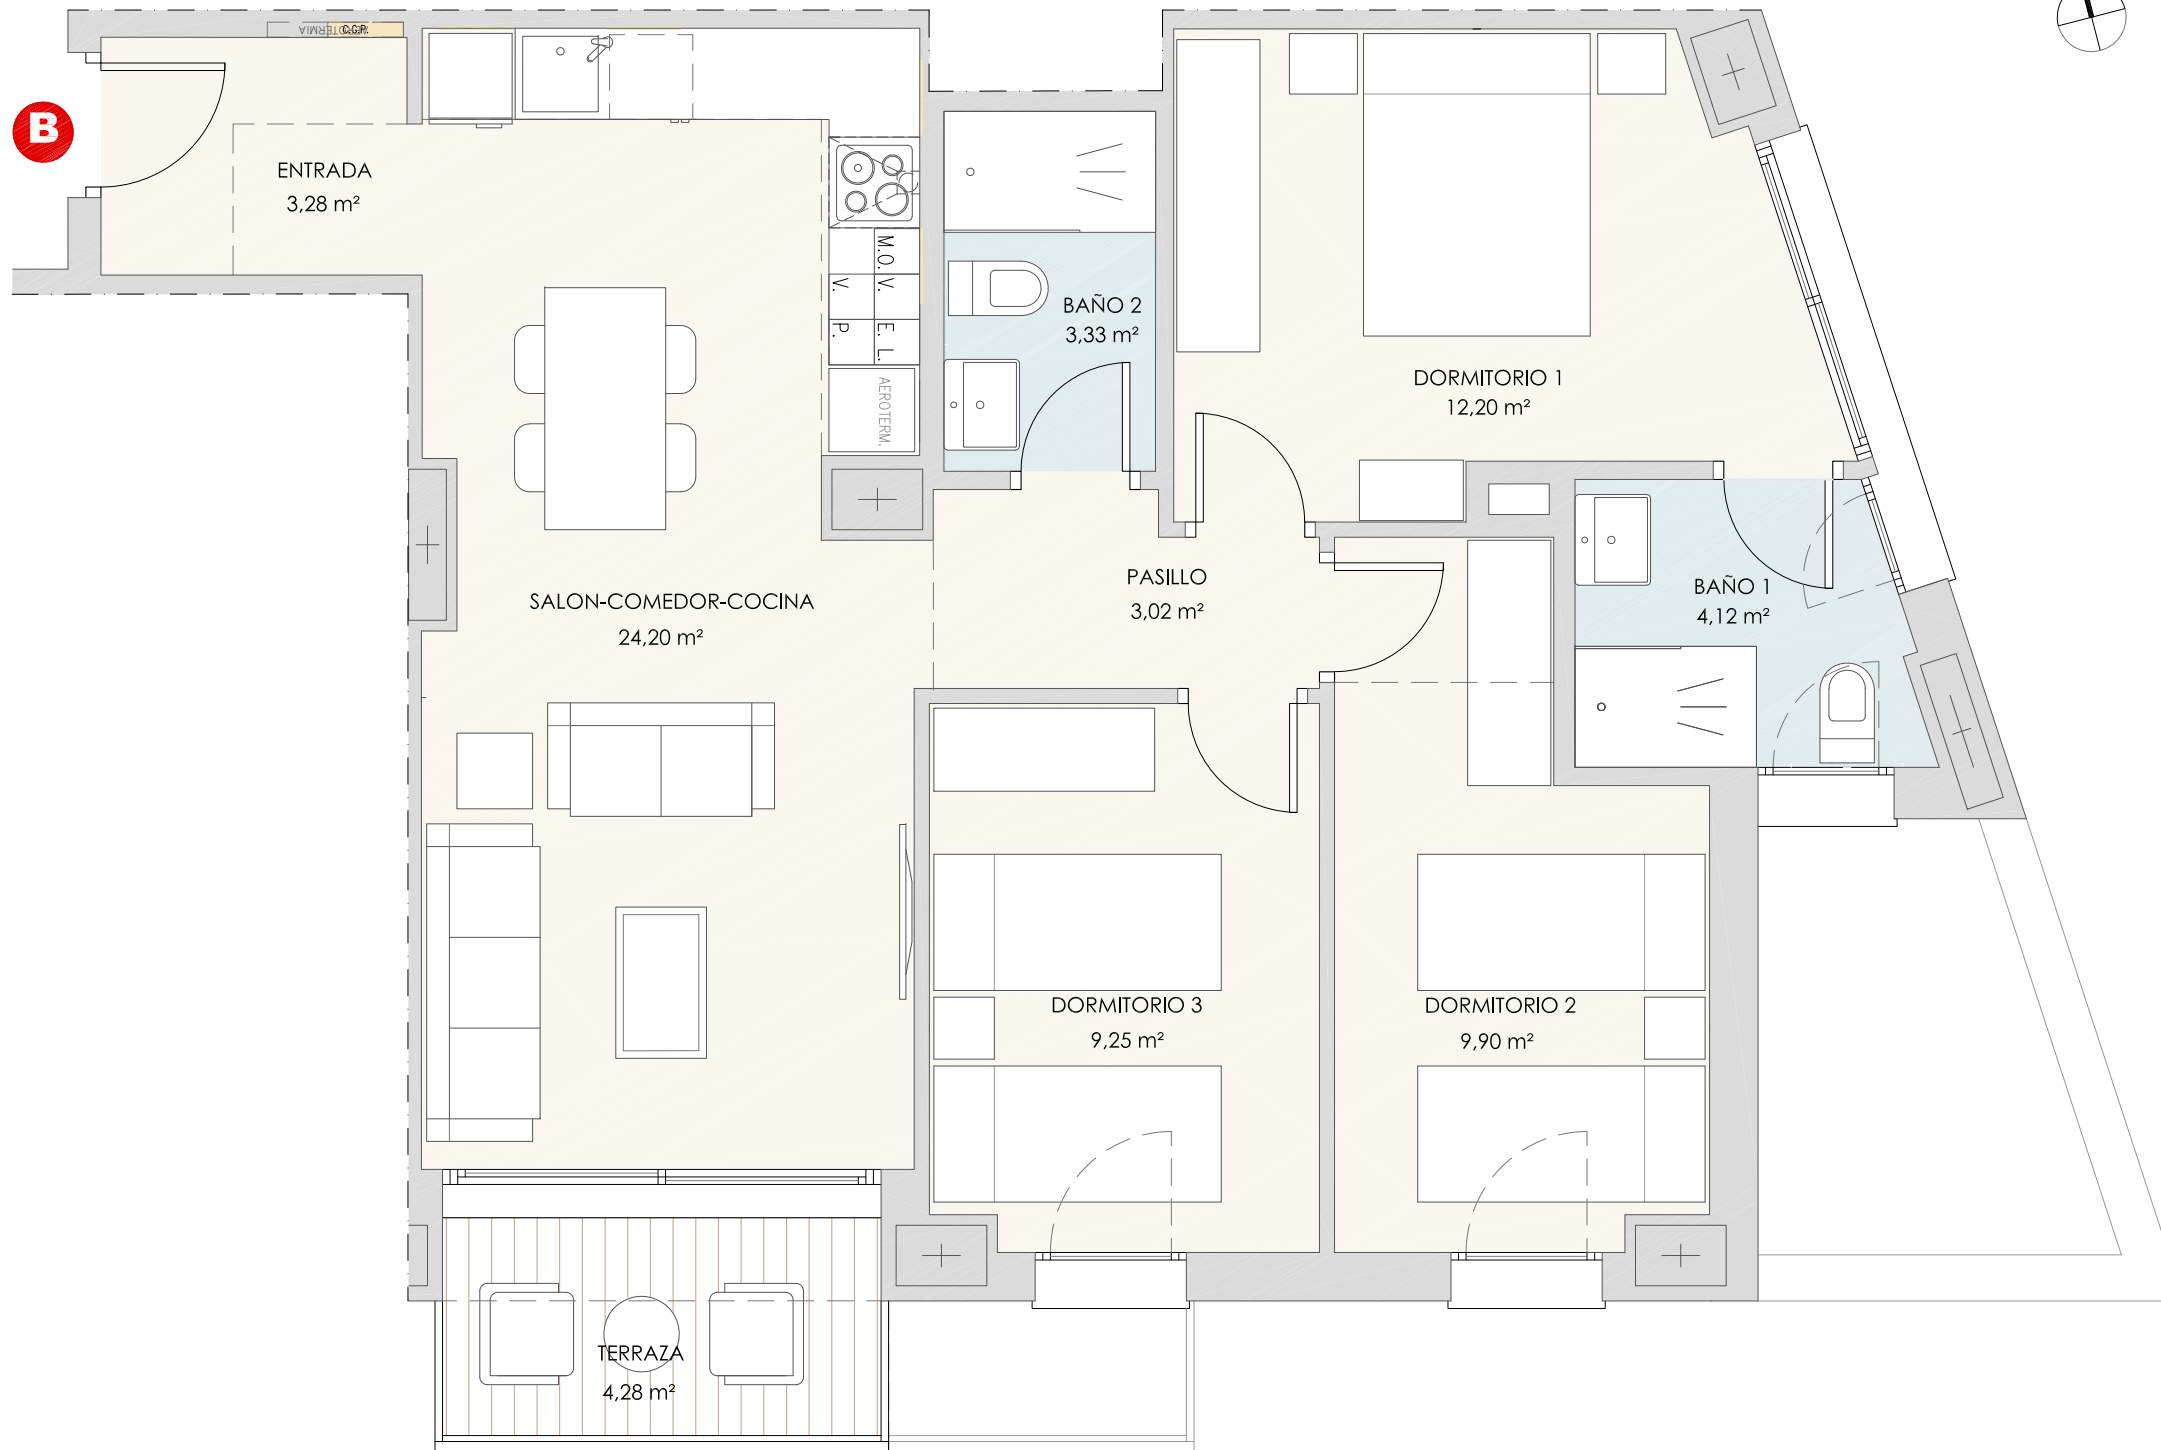 AEROTERMIA
C.G.P.
B
ENTRADA
3,28 m²
M.O.
V.
V.
P.
E.
L.
AEROTERM.
BAÑO 2
3,33 m²
DORMITORIO 1
12,20 m²
SALON-COMEDOR-COCINA
24,20 m²
PASILLO
3,02 m²
BAÑO 1
4,12 m²
DORMITORIO 3
9,25 m²
DORMITORIO 2
9,90 m²
TERRAZA
4,28 m²